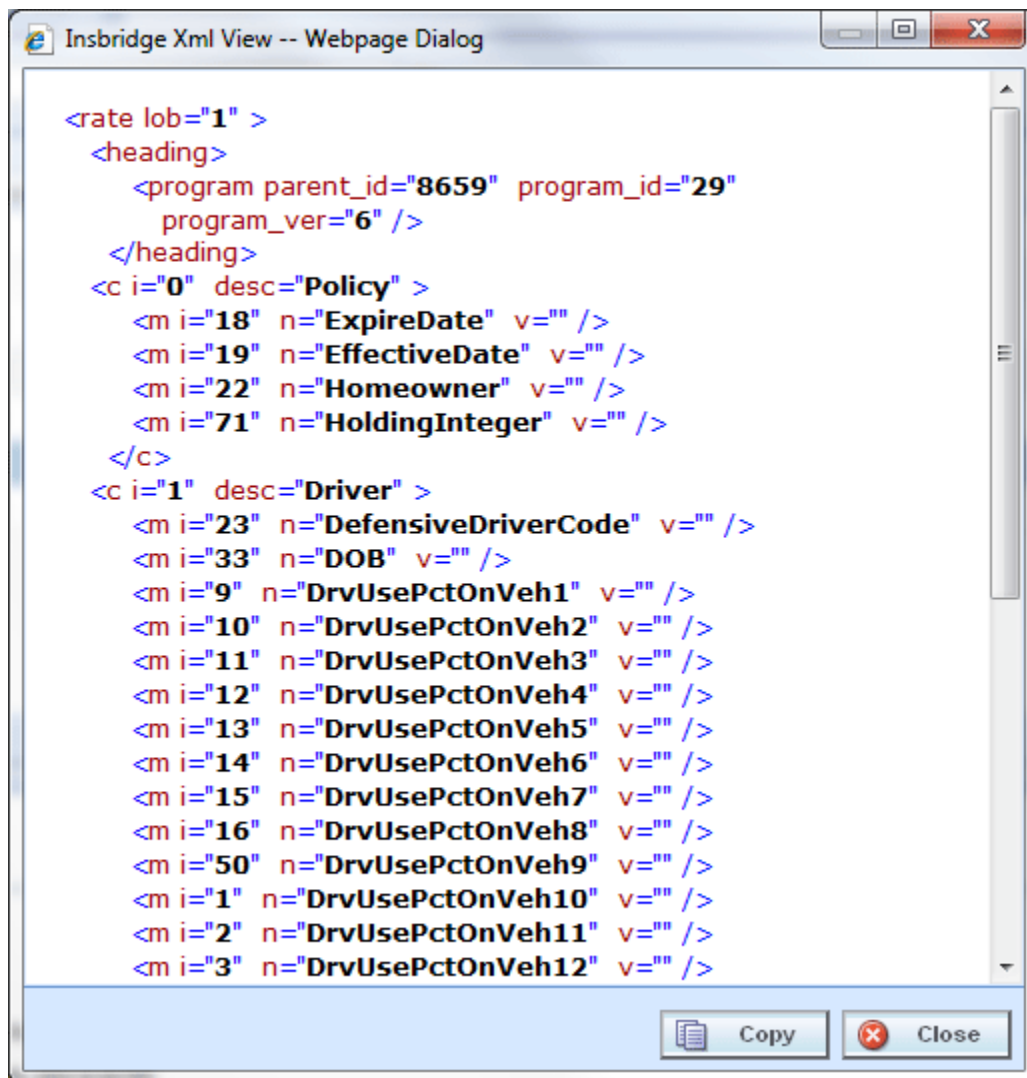 Insbridge Xml View -- Webpage Dialog
<rate lob="1" >
<heading>
<program parent_id="8659" program_id="29"
program_ver="6" />
</heading>
<c i="0" desc="Policy" >
<m i="18" n="ExpireDate" v="" />
<m i="19" n="EffectiveDate" v="" />
<m i="22" n="Homeowner" v="" />
<m i="71" n="HoldingInteger" v="" />
</c>
<c i="1" desc="Driver" >
<m i="23" n="DefensiveDriverCode" v="" />
<m i="33" n="DOB" v="" />
<m i="9" n="DrvUsePctOnVeh1" v="" />
<m i="10" n="DrvUsePctOnVeh2" v="" />
<m i="11" n="DrvUsePctOnVeh3" v="" />
<m i="12" n="DrvUsePctOnVeh4" v="" />
<m i="13" n="DrvUsePctOnVeh5" v="" />
<m i="14" n="DrvUsePctOnVeh6" v="" />
<m i="15" n="DrvUsePctOnVeh7" v="" />
<m i="16" n="DrvUsePctOnVeh8" v="" />
<m i="50" n="DrvUsePctOnVeh9" v="" />
<m i="1" n="DrvUsePctOnVeh10" v="" />
<m i="2" n="DrvUsePctOnVeh11" v="" />
<m i="3" n="DrvUsePctOnVeh12" v="" />
Copy Close